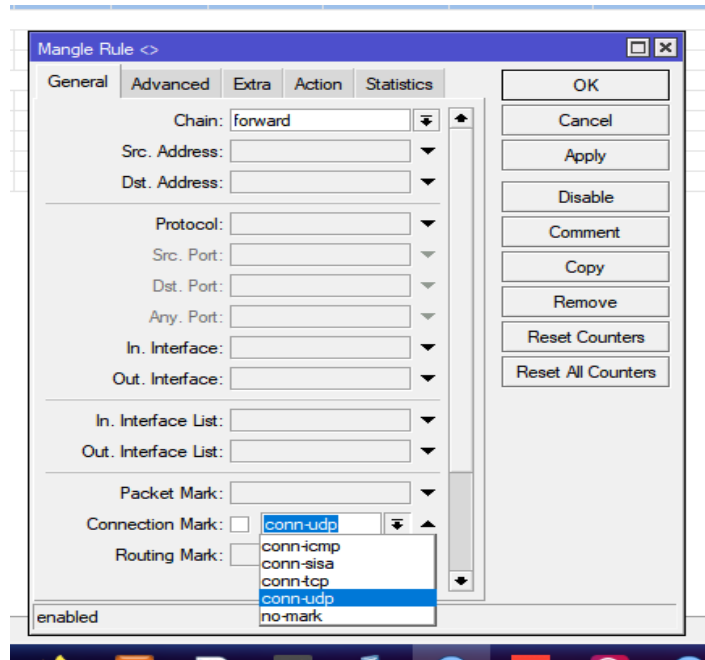 Mangle Rule <>
General Advanced Extra Action Statistics
Chain: forward
Src. Address:
Dst. Address:
Protocol:
Src. Port:
Dst. Port:
Any. Port:
In. Interface:
Out. Interface:
In. Interface List:
Out. Interface List:
Packet Mark:
Connection Mark: conn-udp
Routing Mark:
conn-icmp
conn-sisa
conn-tcp
conn-udp
no-mark
enabled
OK
Cancel
Apply
Disable
Comment
Copy
Remove
Reset Counters
Reset All Counters